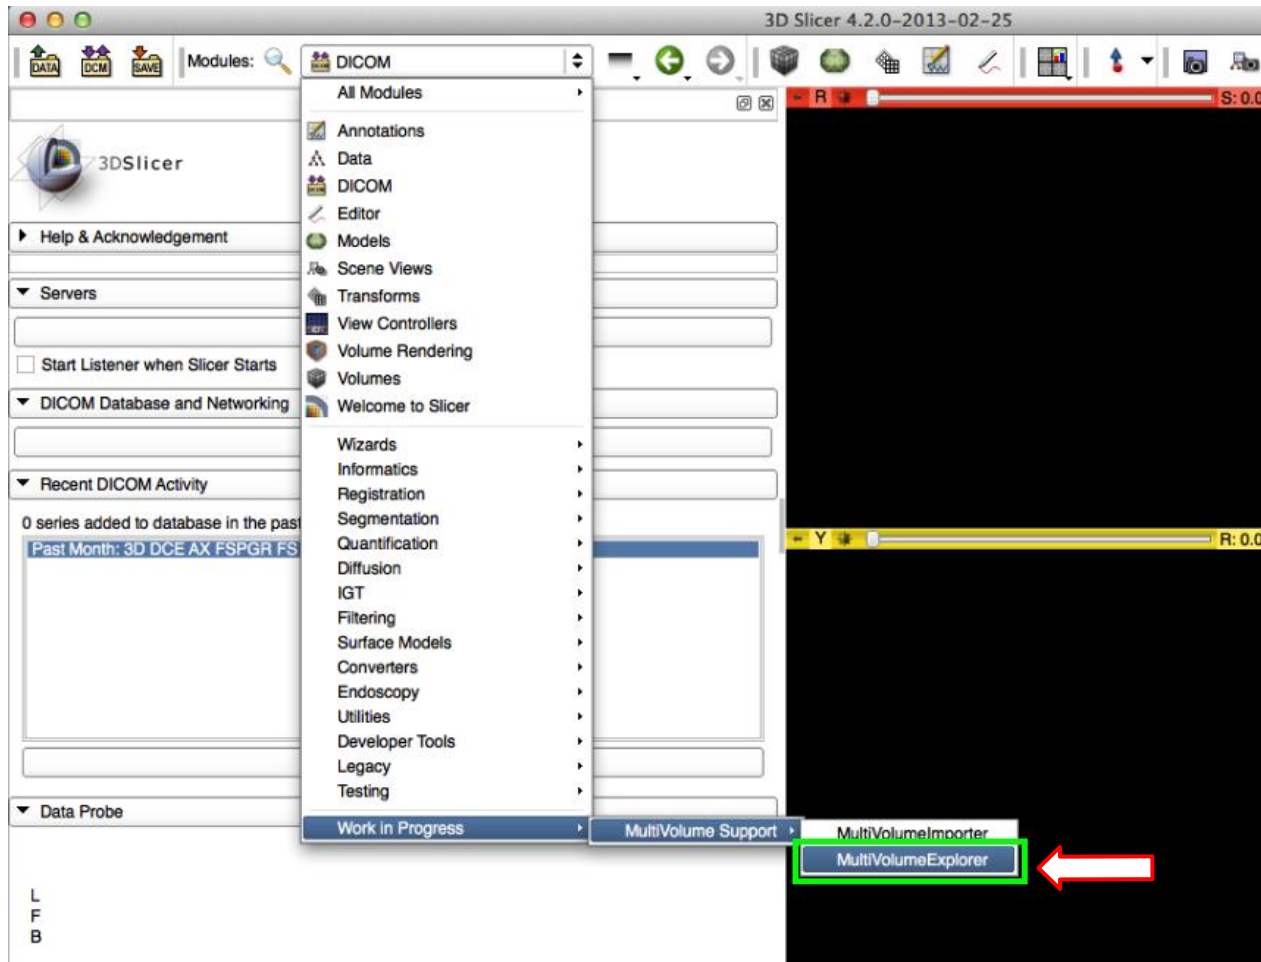 3D Slicer 4.2.0-2013-02-25
DATA
DCM
SAVE
Modules:
DICOM
All Modules
R
S: 0.0
3DSlicer
Annotations
Data
DICOM
Editor
Help & Acknowledgement
Models
Scene Views
Servers
Transforms
View Controllers
Volume Rendering
Start Listener when Slicer Starts
Volumes
DICOM Database and Networking
Welcome to Slicer
Wizards
Informatics
Recent DICOM Activity
Registration
0 series added to database in the past
Segmentation
Y
R: 0.0
Past Month: 3D DCE AX FSPGR FS
Quantification
Diffusion
IGT
Filtering
Surface Models
Converters
Endoscopy
Utilities
Developer Tools
Legacy
Testing
Data Probe
Work in Progress
MultiVolume Support
MultiVolumeImporter
MultiVolumeExplorer
L
F
B